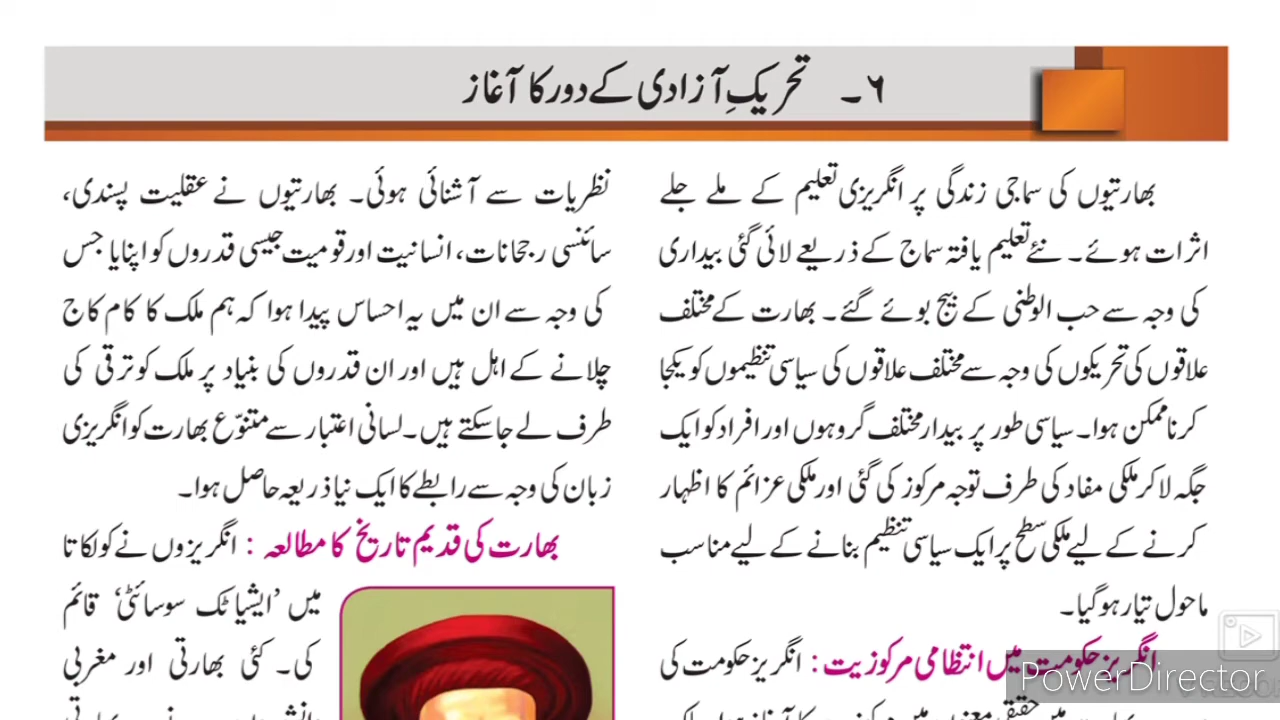 ۶۔ تحریکِ آزادی کے دور کا آغاز
بھارتیوں کی سماجی زندگی پر انگریزی تعلیم کے ملے جلے
اثرات ہوئے۔ نئے تعلیم یافتہ سماج کے ذریعے لائی گئی بیداری
کی وجہ سے حب الوطنی کے بیج بوئے گئے۔ بھارت کے مختلف
علاقوں کی تحریکوں کی وجہ سے مختلف علاقوں کی سیاسی تنظیموں کو یکجا
کرنا ممکن ہوا۔ سیاسی طور پر بیدار مختلف گروہوں اور افراد کو ایک
جگہ لا کر ملکی مفاد کی طرف توجہ مرکوز کی گئی اور ملکی عزائم کا اظہار
کرنے کے لیے ملکی سطح پر ایک سیاسی تنظیم بنانے کے لیے مناسب
ماحول تیار ہو گیا۔
انگریز حکومت میں انتظامی مرکوزیت : انگریز حکومت کی
نظریات سے آشنائی ہوئی۔ بھارتیوں نے عقلیت پسندی،
سائنسی رجحانات، انسانیت اور قومیت جیسی قدروں کو اپنایا جس
کی وجہ سے ان میں یہ احساس پیدا ہوا کہ ہم ملک کا کام کاج
چلانے کے اہل ہیں اور ان قدروں کی بنیاد پر ملک کو ترقی کی
طرف لے جا سکتے ہیں۔ لسانی اعتبار سے متنوّع بھارت کو انگریزی
زبان کی وجہ سے رابطے کا ایک نیا ذریعہ حاصل ہوا۔
بھارت کی قدیم تاریخ کا مطالعہ : انگریزوں نے کولکاتا
میں ’ایشیاٹک سوسائٹی‘ قائم
کی۔ کئی بھارتی اور مغربی
PowerDirector